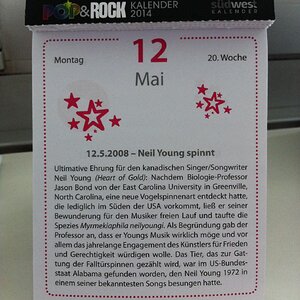 POP&ROCK KALENDER 2014
südwest
KALENDER
Montag
12
20. Woche
Mai
12.5.2008 – Neil Young spinnt
Ultimative Ehrung für den kanadischen Singer/Songwriter
Neil Young (Heart of Gold): Nachdem Biologie-Professor
Jason Bond von der East Carolina University in Greenville,
North Carolina, eine neue Vogelspinnenart entdeckt hatte,
die lediglich im Süden der USA vorkommt, ließ er seiner
Bewunderung für den Musiker freien Lauf und taufte die
Spezies Myrmekiaphila neilyoungi. Als Begründung gab der
Professor an, dass er Youngs Musik wirklich möge und vor
allem das jahrelange Engagement des Künstlers für Frieden
und Gerechtigkeit würdigen wolle. Das Tier, das zur Gat-
tung der Falltürspinnen gezählt wird, war im US-Bundes-
staat Alabama gefunden worden, den Neil Young 1972 in
einem seiner bekanntesten Songs besungen hatte.